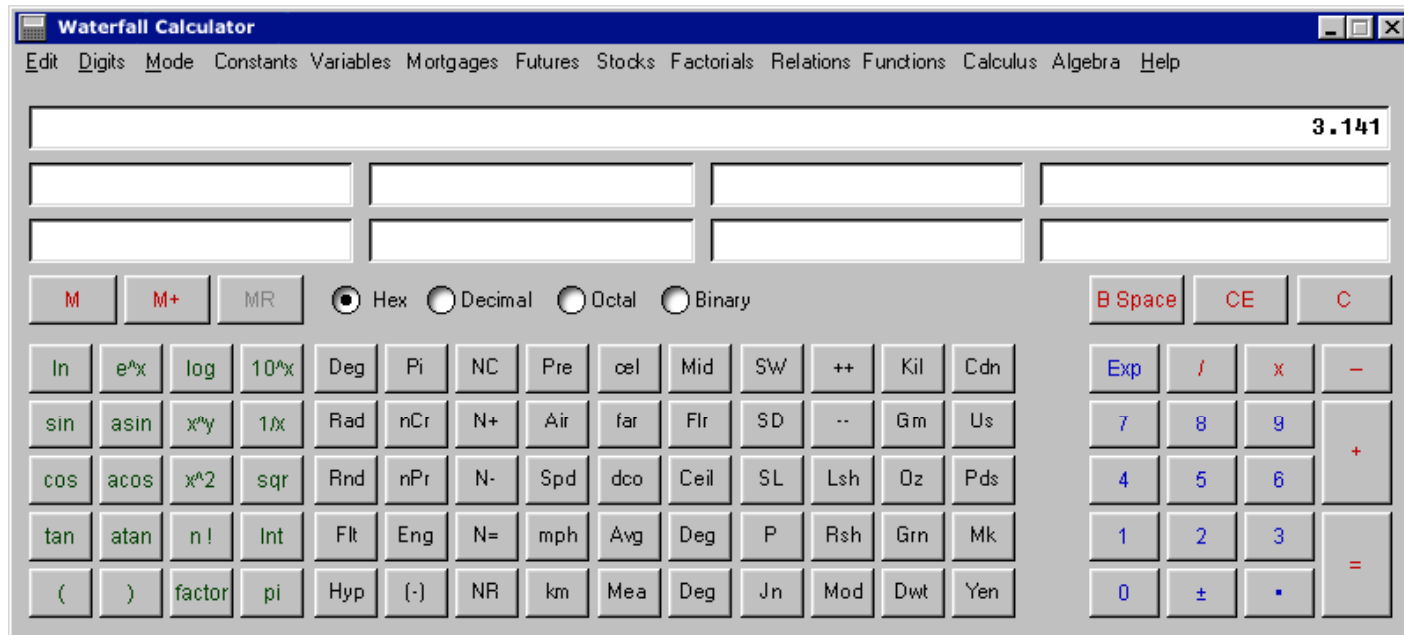 Waterfall Calculator
Edit Digits Mode Constants Variables Mortgages Futures Stocks Factorials Relations Functions Calculus Algebra Help
3.141
M M+ MR Hex Decimal Octal Binary B Space CE C
ln e^x log 10^x Deg Pi NC Pre cel Mid SW ++ Kil Cdn Exp / x −
sin asin x^y 1/x Rad nCr N+ Air far Flr SD -- Gm Us 7 8 9
+
cos acos x^2 sqr Rnd nPr N- Spd dco Ceil SL Lsh Oz Pds 4 5 6
tan atan n ! Int Flt Eng N= mph Avg Deg P Rsh Grn Mk 1 2 3
=
( ) factor pi Hyp (-) NR km Mea Deg Jn Mod Dwt Yen 0 ± ▪